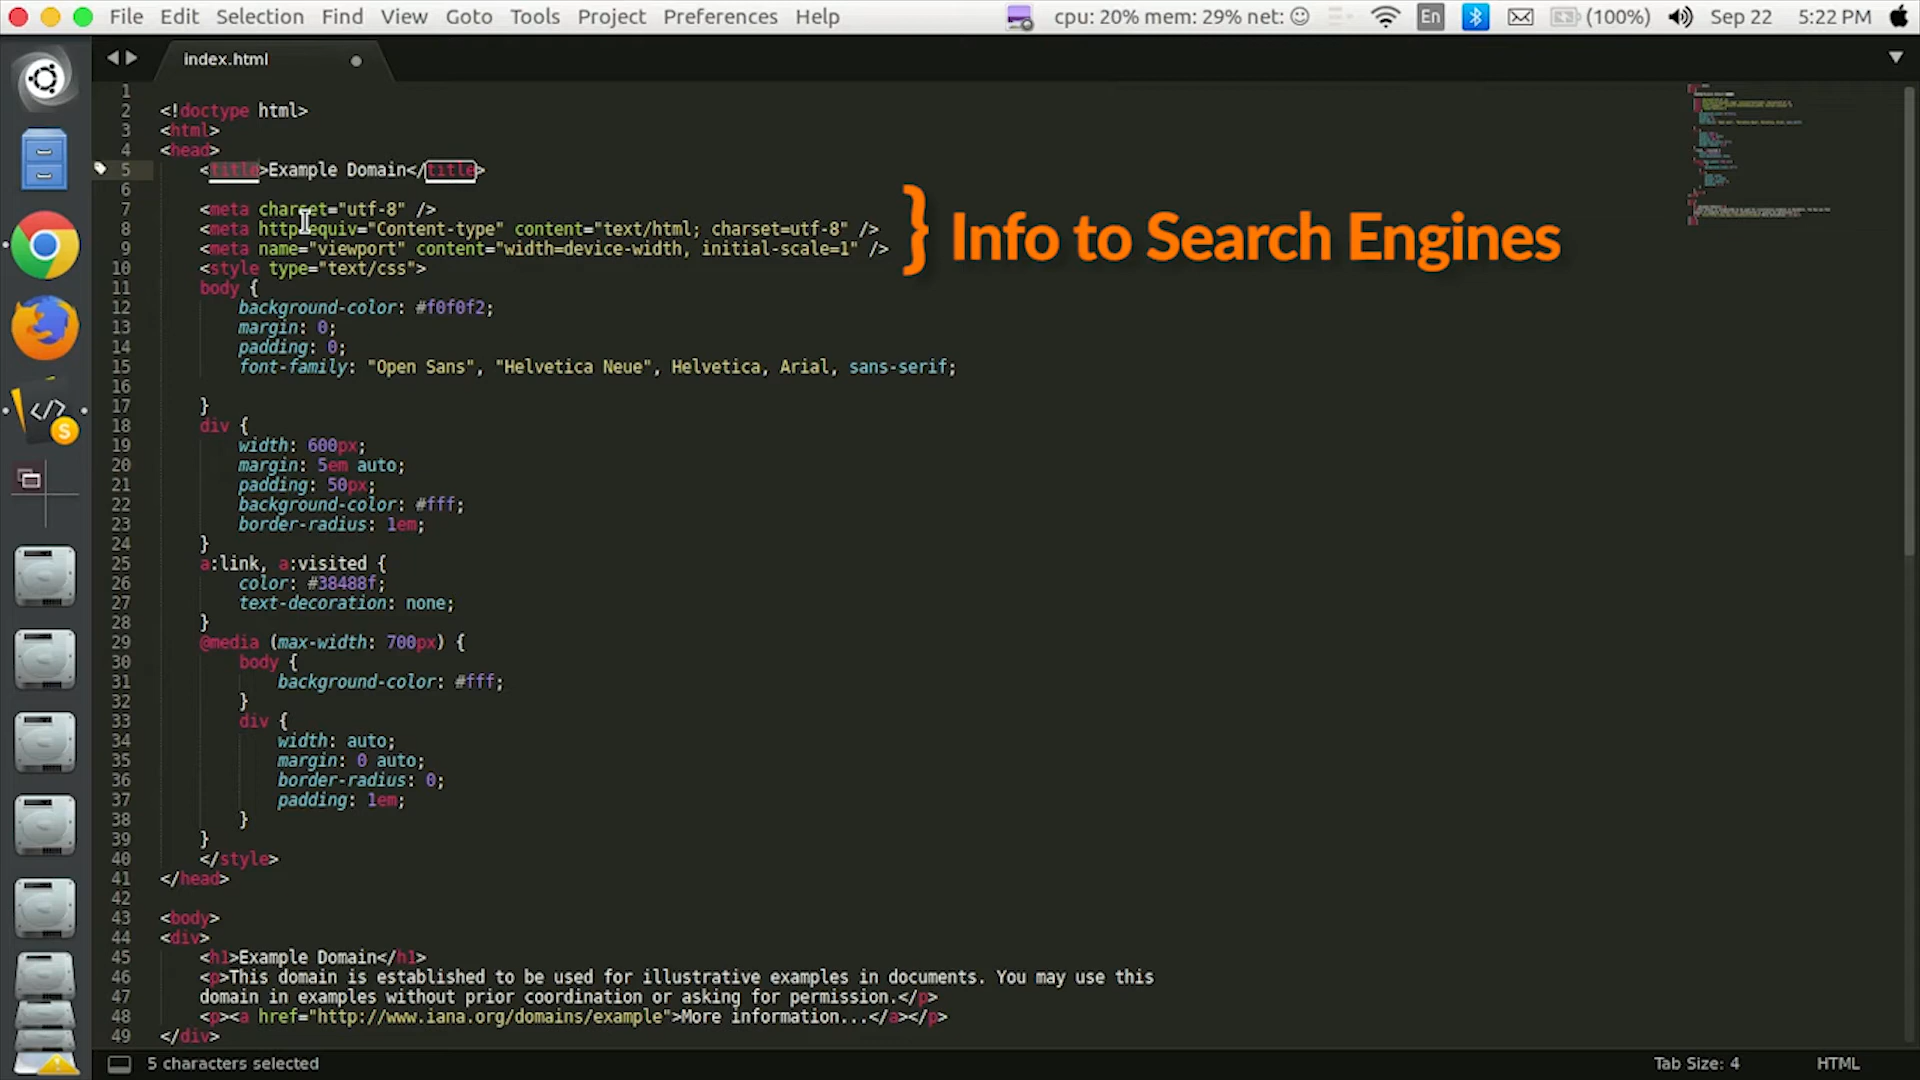 File Edit Selection Find View Goto Tools Project Preferences Help
cpu: 20% mem: 29% net: En (100%) Sep 22 5:22 PM
index.html
1
2 <!doctype html>
3 <html>
4 <head>
5 <title>Example Domain</title>
6
7 <meta charset="utf-8" />
8 <meta http-equiv="Content-type" content="text/html; charset=utf-8" />
9 <meta name="viewport" content="width=device-width, initial-scale=1" />
} Info to Search Engines
10 <style type="text/css">
11 body {
12 background-color: #f0f0f2;
13 margin: 0;
14 padding: 0;
15 font-family: "Open Sans", "Helvetica Neue", Helvetica, Arial, sans-serif;
16
17 }
18 div {
19 width: 600px;
20 margin: 5em auto;
21 padding: 50px;
22 background-color: #fff;
23 border-radius: 1em;
24 }
25 a:link, a:visited {
26 color: #38488f;
27 text-decoration: none;
28 }
29 @media (max-width: 700px) {
30 body {
31 background-color: #fff;
32 }
33 div {
34 width: auto;
35 margin: 0 auto;
36 border-radius: 0;
37 padding: 1em;
38 }
39 }
40 </style>
41 </head>
42
43 <body>
44 <div>
45 <h1>Example Domain</h1>
46 <p>This domain is established to be used for illustrative examples in documents. You may use this
47 domain in examples without prior coordination or asking for permission.</p>
48 <p><a href="http://www.iana.org/domains/example">More information...</a></p>
49 </div>
5 characters selected
Tab Size: 4 HTML